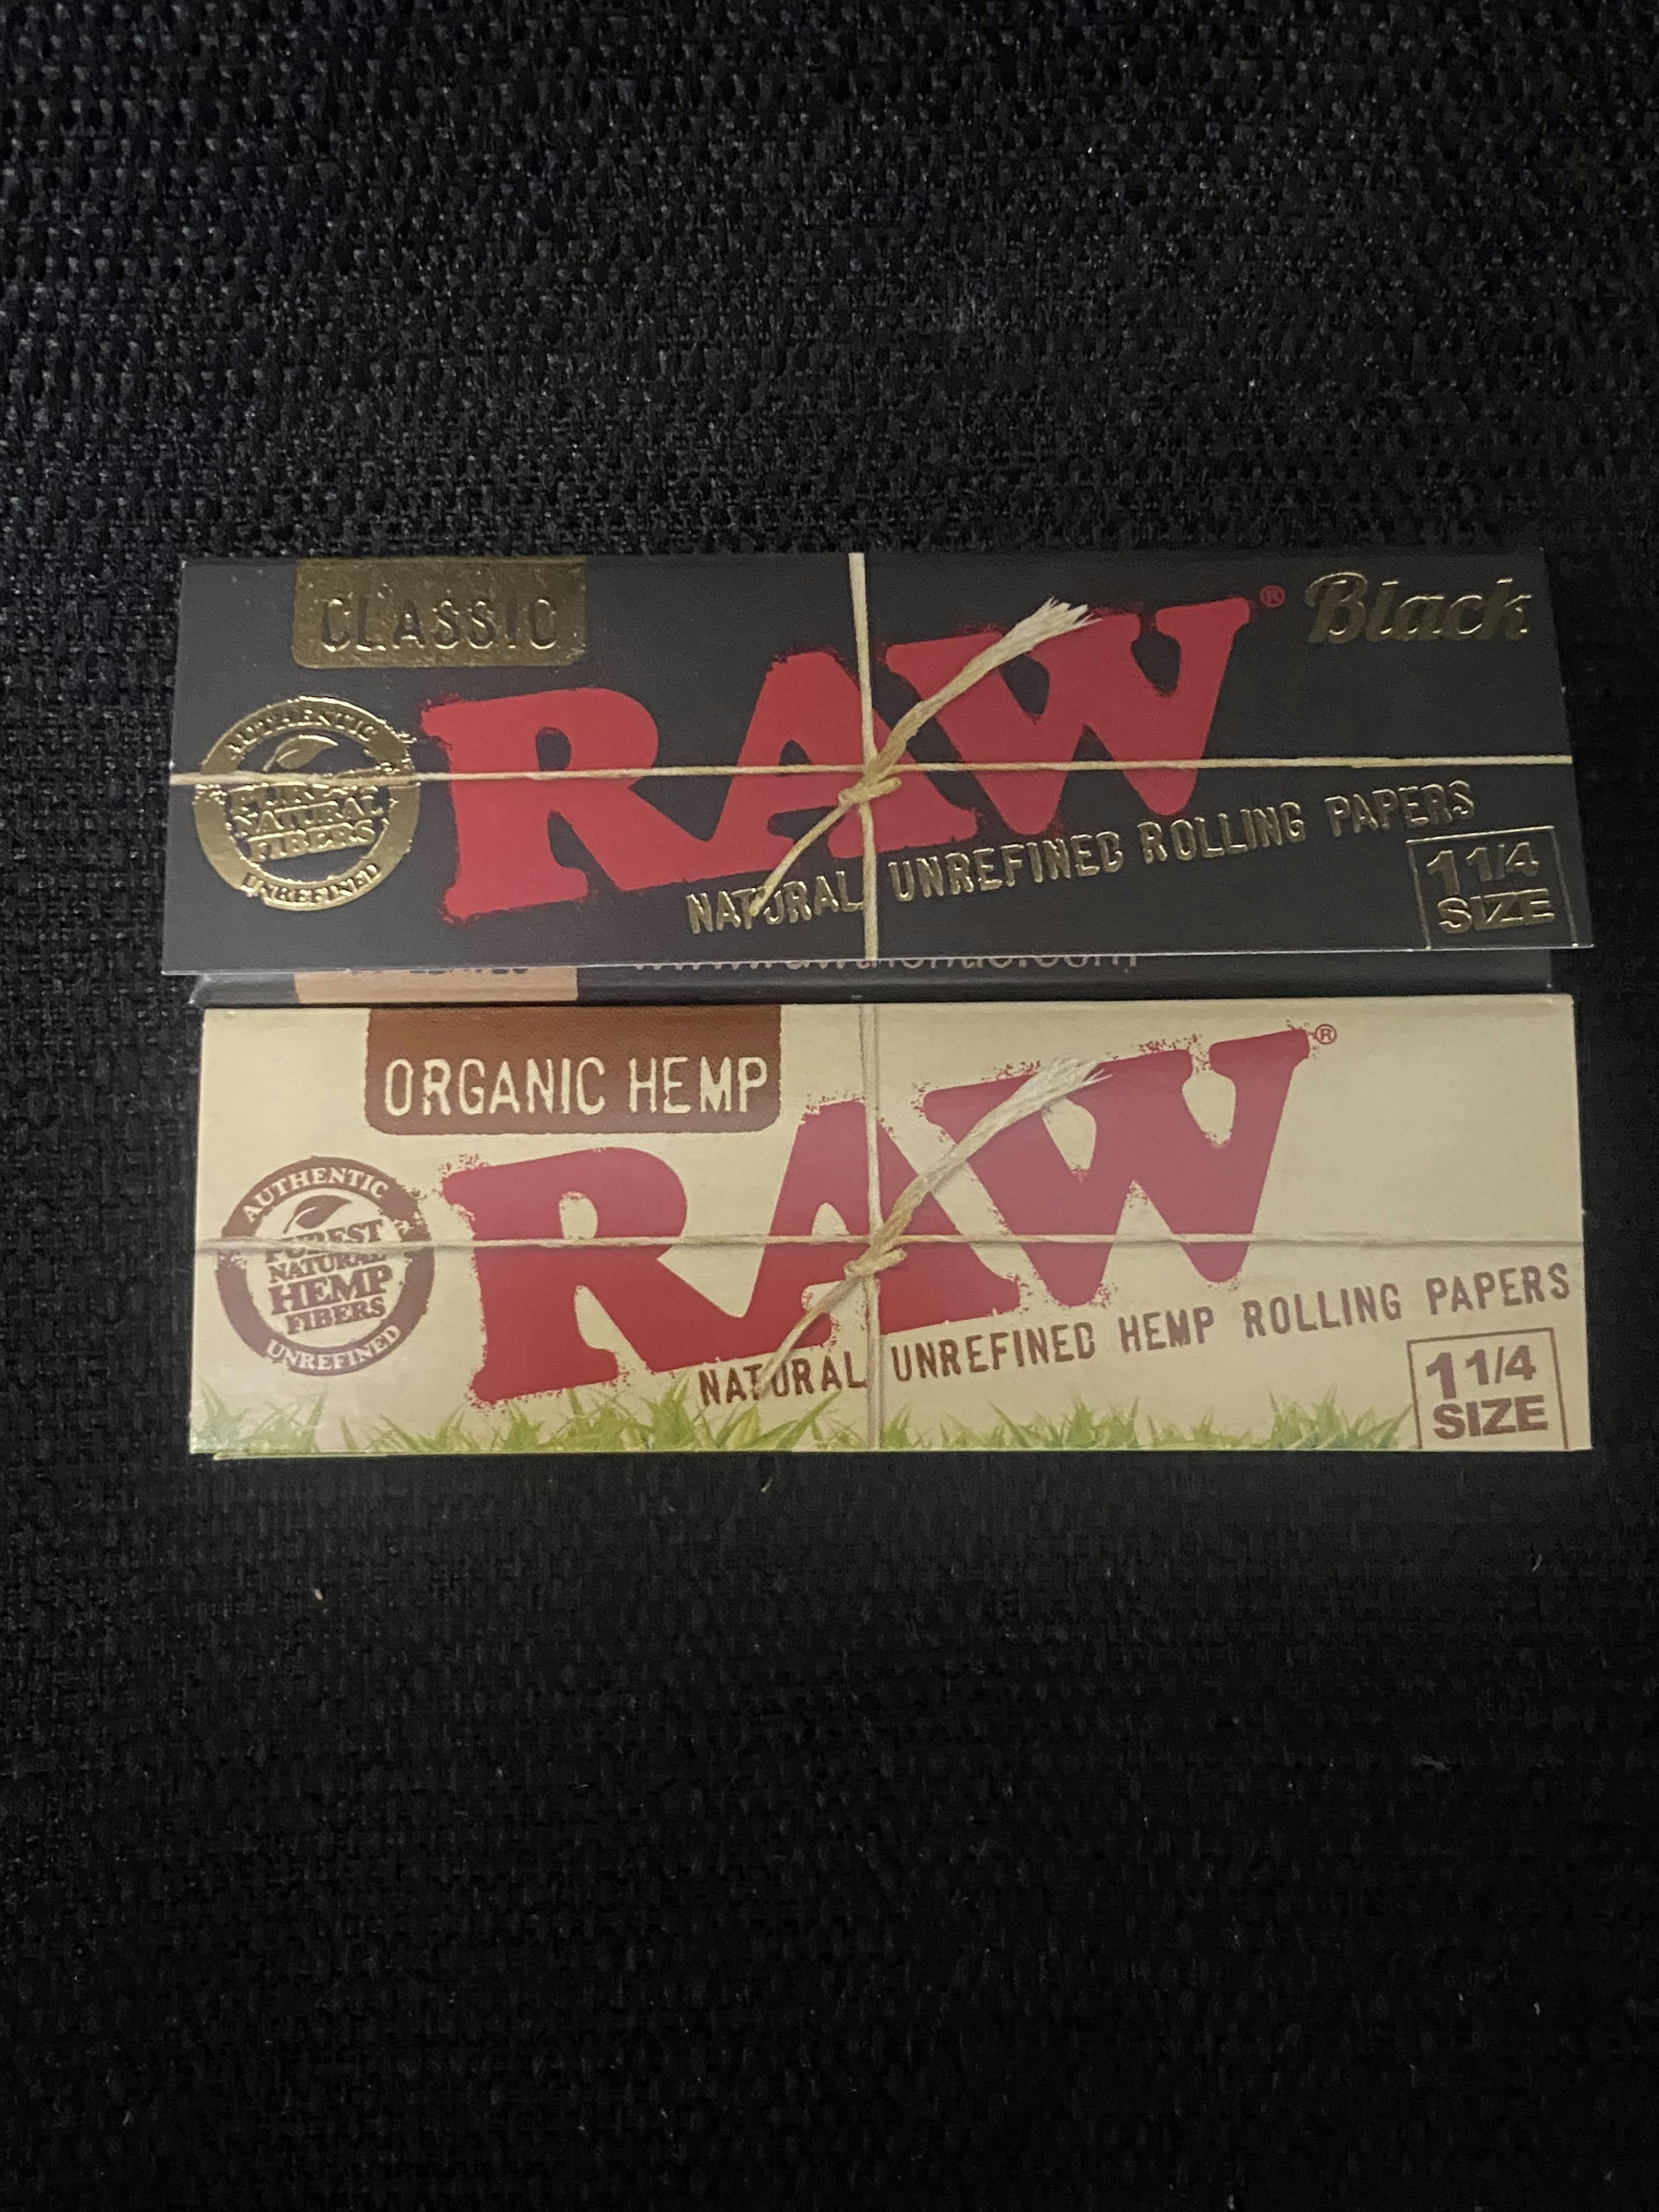 CLASSIC
RAW®
Black
AUTHENTIC
PUREST
NATURAL
FIBERS
UNREFINED
NATURAL UNREFINED ROLLING PAPERS
1 1/4
SIZE
ORGANIC HEMP
RAW®
AUTHENTIC
PUREST
NATURAL
HEMP
FIBERS
UNREFINED
NATURAL UNREFINED HEMP ROLLING PAPERS
1 1/4
SIZE